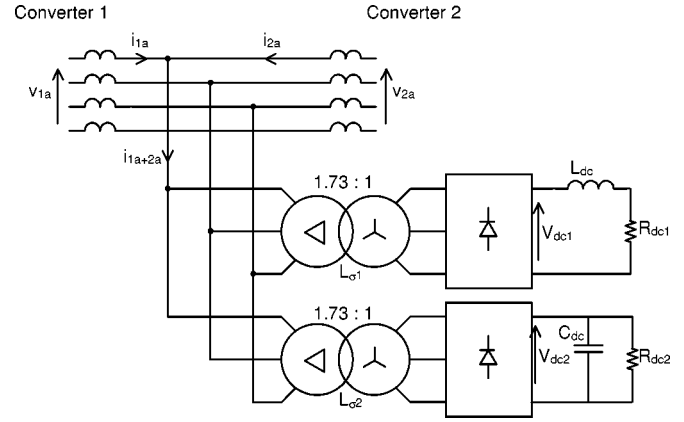 Converter 1
Converter 2
i1a
i2a
v1a
v2a
i1a+2a
1.73 : 1
Ldc
Vdc1
Rdc1
Lσ1
1.73 : 1
Vdc2
Cdc
Rdc2
Lσ2